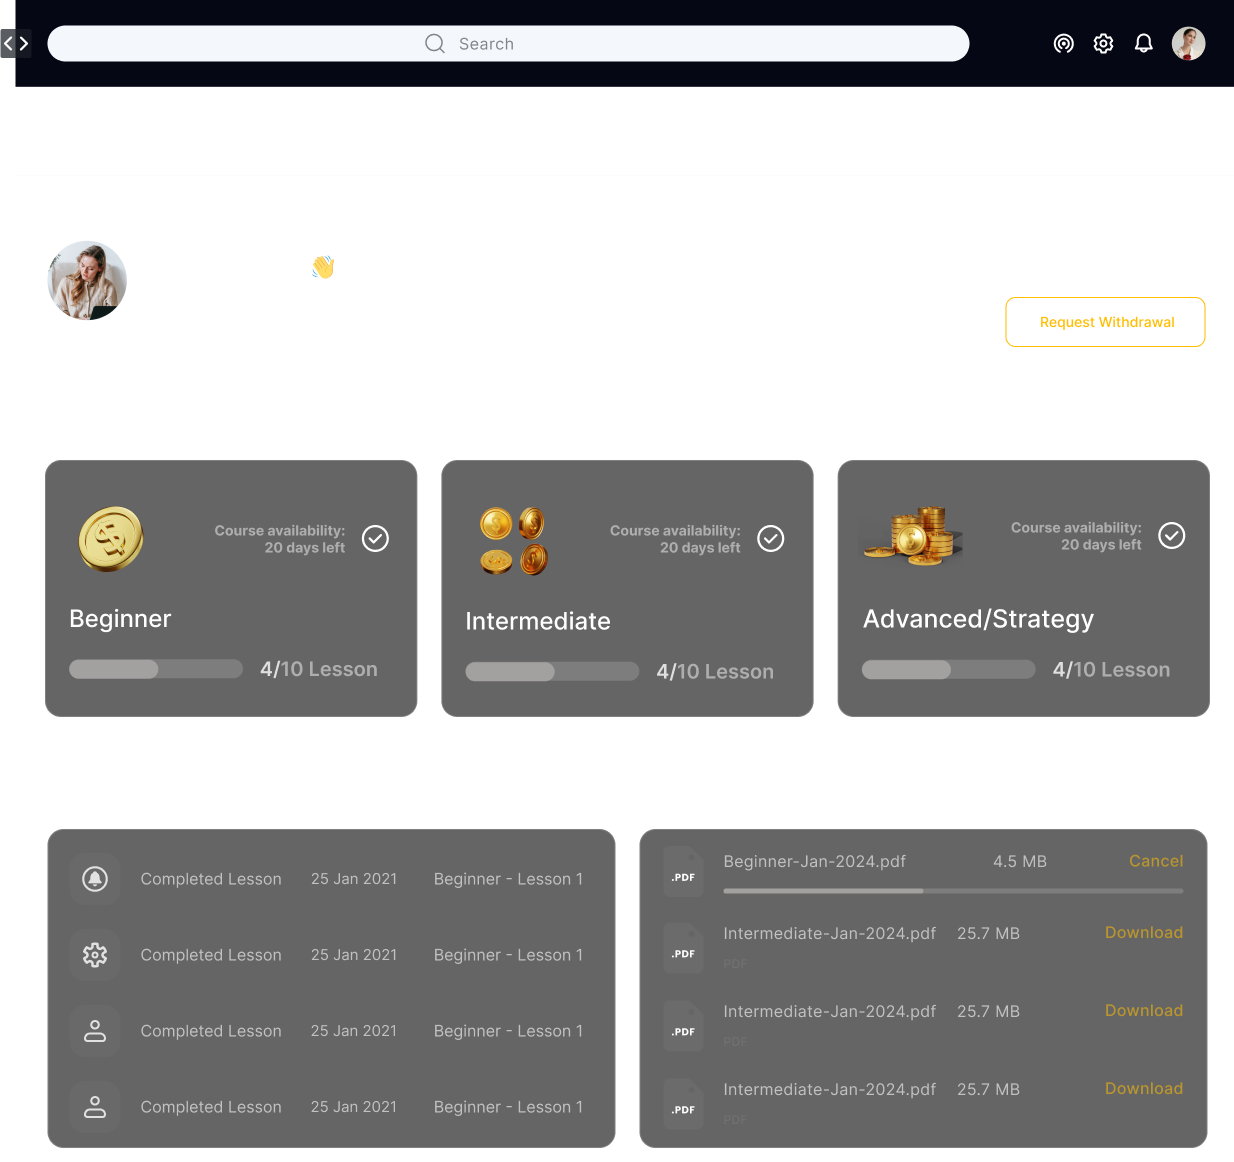 Search
Request Withdrawal
Course availability:
20 days left
Beginner
4/10 Lesson
Course availability:
20 days left
Intermediate
4/10 Lesson
Course availability:
20 days left
Advanced/Strategy
4/10 Lesson
Completed Lesson 25 Jan 2021 Beginner - Lesson 1
Completed Lesson 25 Jan 2021 Beginner - Lesson 1
Completed Lesson 25 Jan 2021 Beginner - Lesson 1
Completed Lesson 25 Jan 2021 Beginner - Lesson 1
.PDF Beginner-Jan-2024.pdf 4.5 MB Cancel
.PDF Intermediate-Jan-2024.pdf 25.7 MB Download
PDF
.PDF Intermediate-Jan-2024.pdf 25.7 MB Download
PDF
.PDF Intermediate-Jan-2024.pdf 25.7 MB Download
PDF